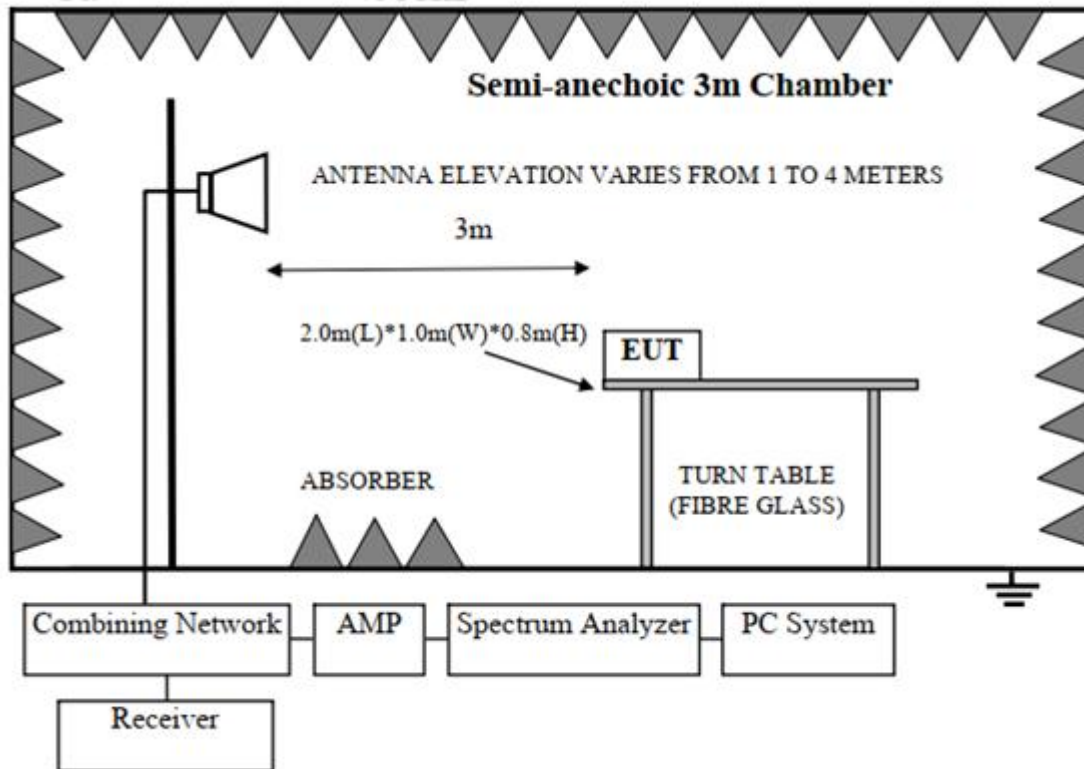 Semi-anechoic 3m Chamber
ANTENNA ELEVATION VARIES FROM 1 TO 4 METERS
3m
2.0m(L)*1.0m(W)*0.8m(H)
EUT
ABSORBER
TURN TABLE
(FIBRE GLASS)
Combining Network
AMP
Spectrum Analyzer
PC System
Receiver